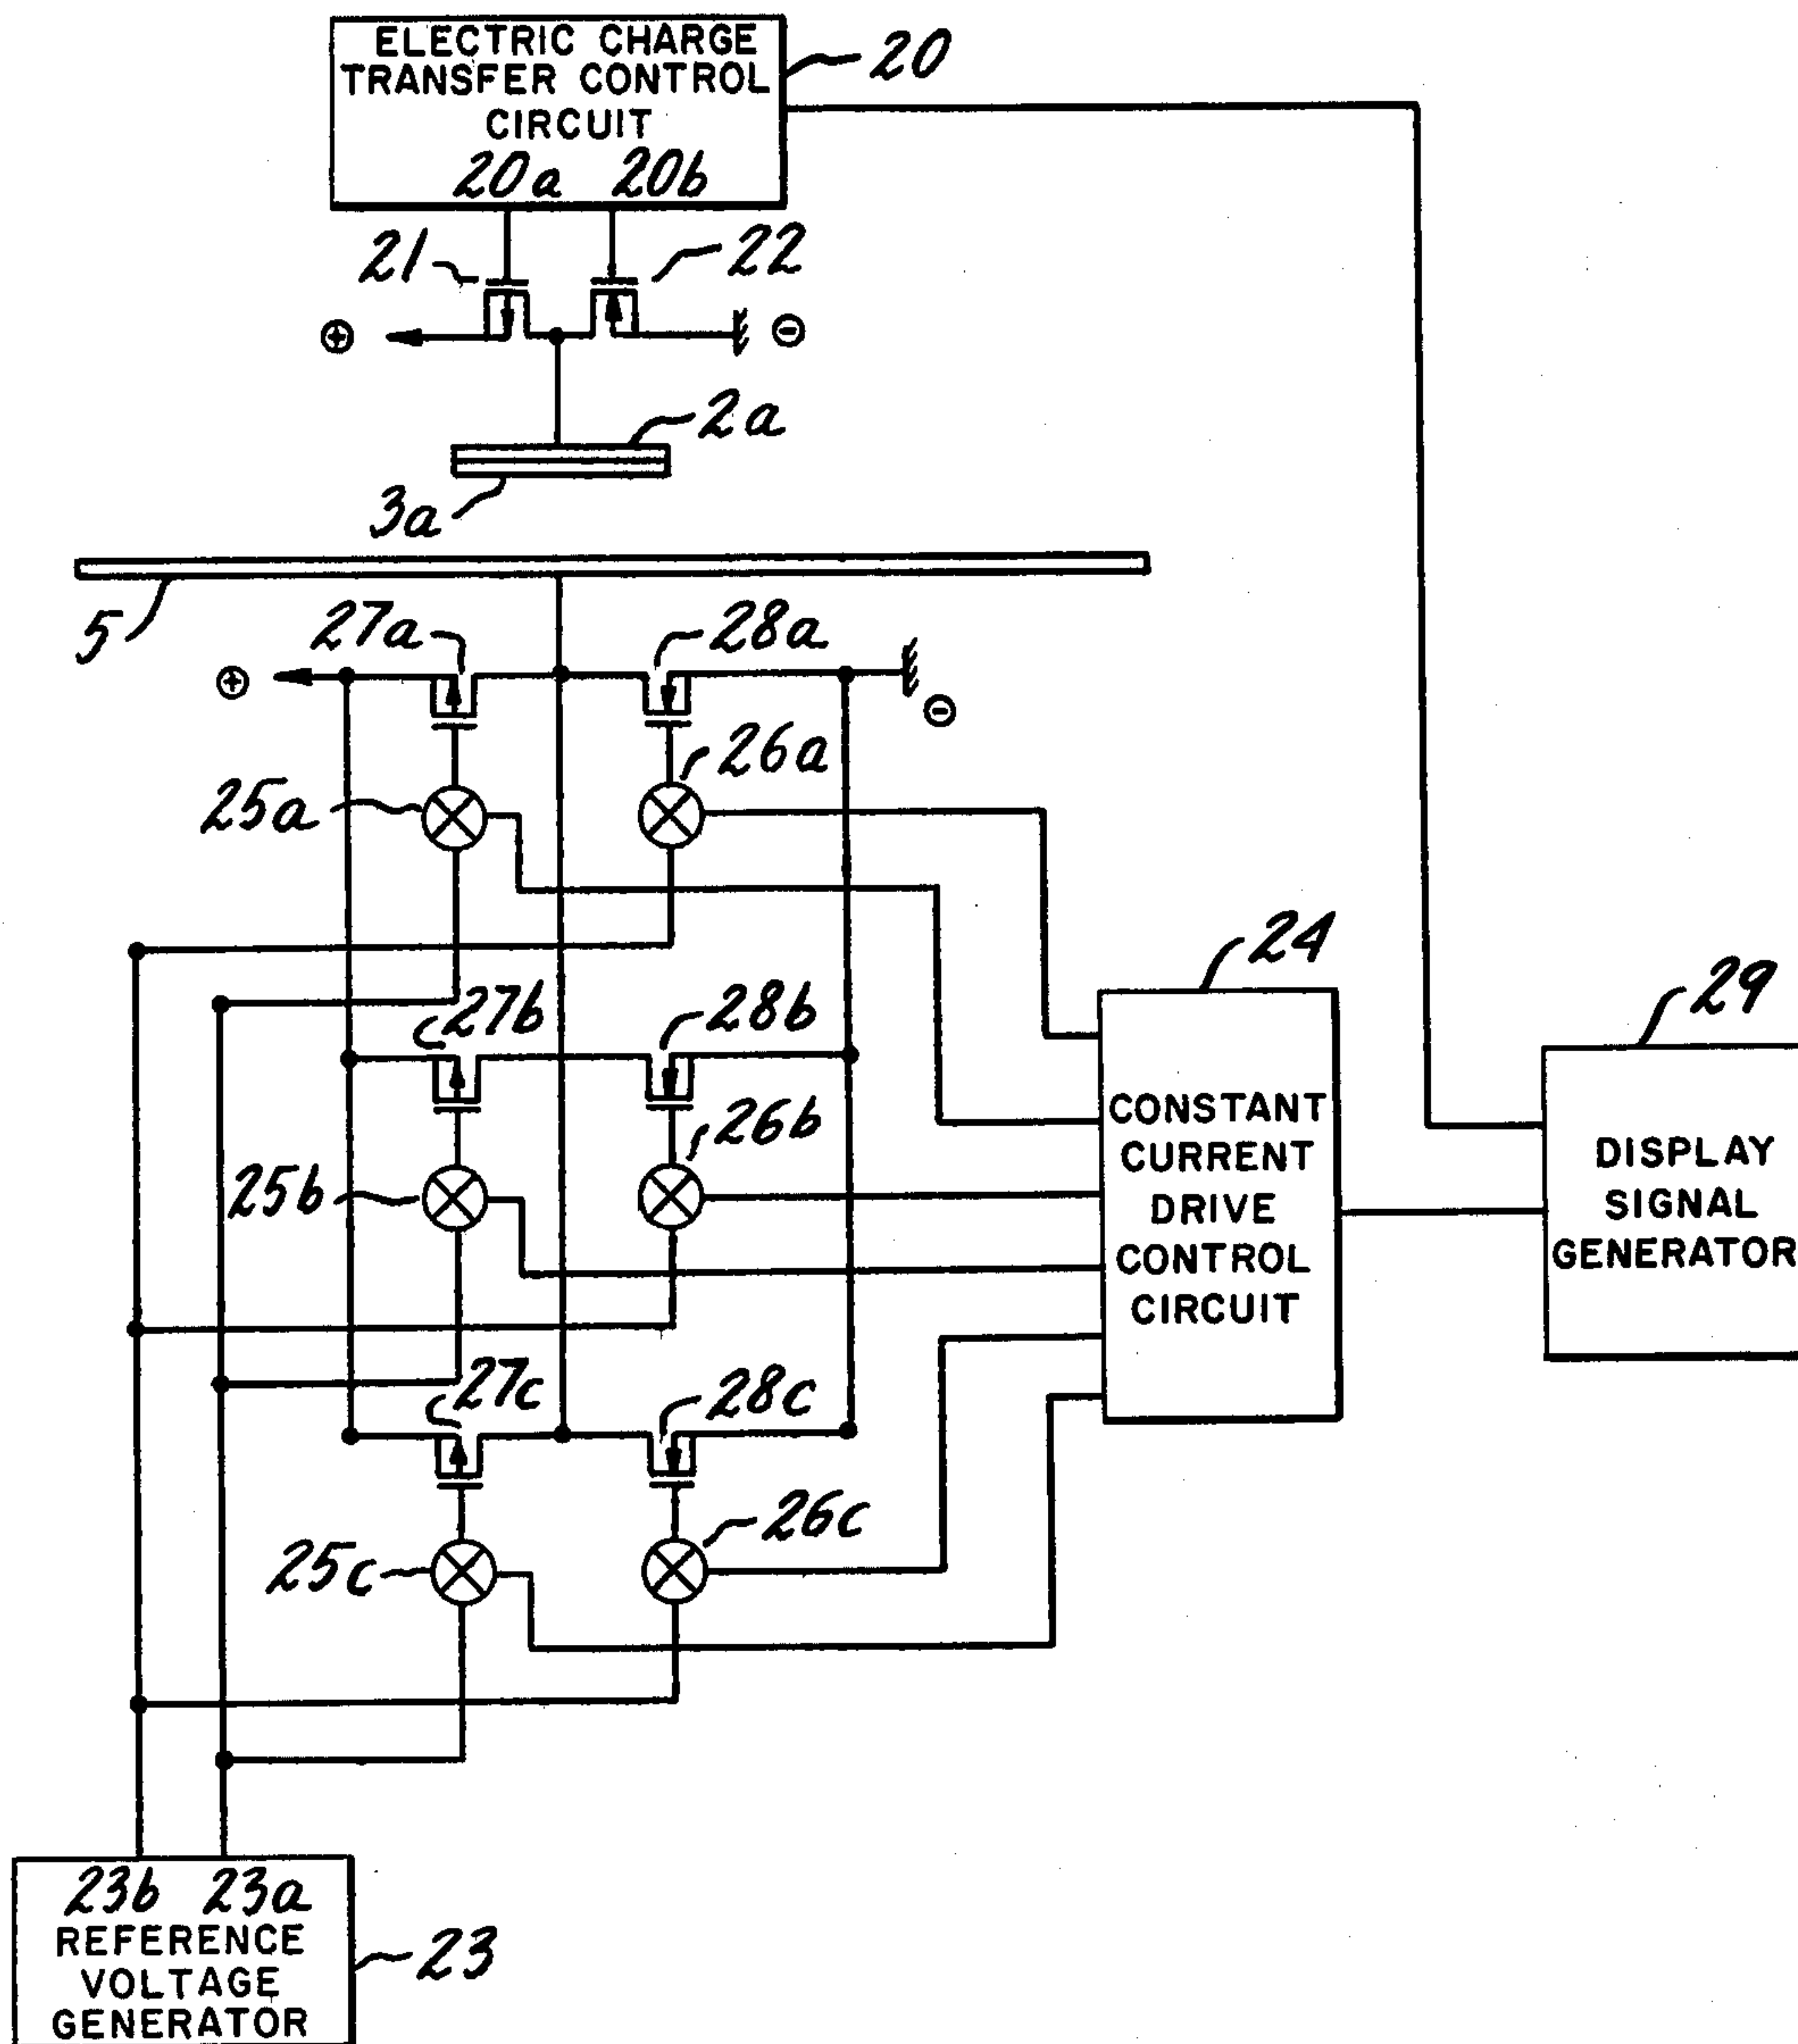 ELECTRIC CHARGE
TRANSFER CONTROL
CIRCUIT
20
20a 20b
21
22
⊕
⊖
2a
3a
5
27a
28a
⊕
⊖
26a
25a
24
29
27b
28b
CONSTANT
CURRENT
DRIVE
CONTROL
CIRCUIT
DISPLAY
SIGNAL
GENERATOR
26b
25b
27c
28c
26c
25c
23b 23a
REFERENCE
VOLTAGE
GENERATOR
23